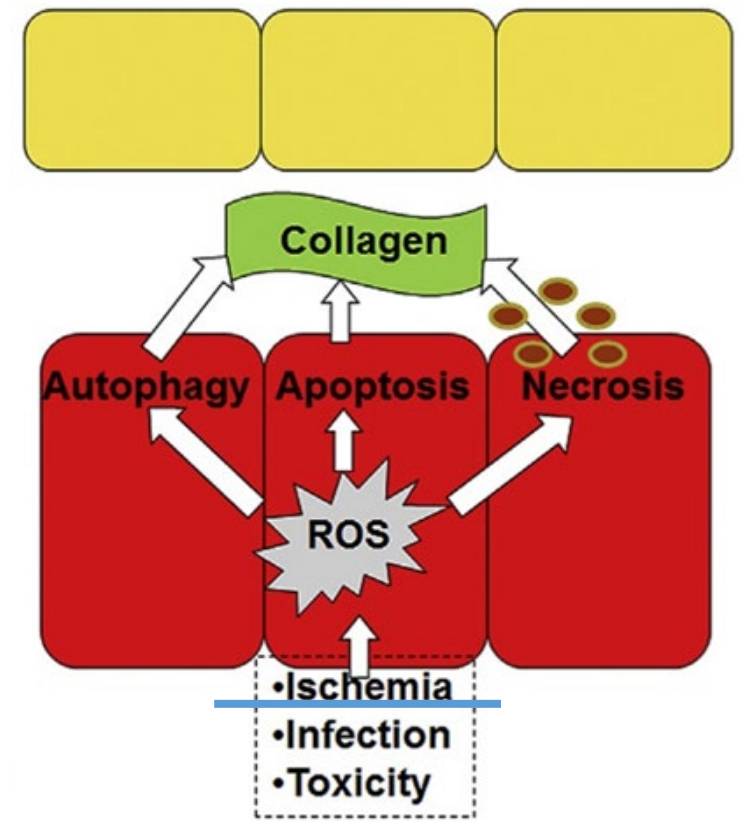 Collagen
Autophagy Apoptosis Necrosis
ROS
•Ischemia
•Infection
•Toxicity